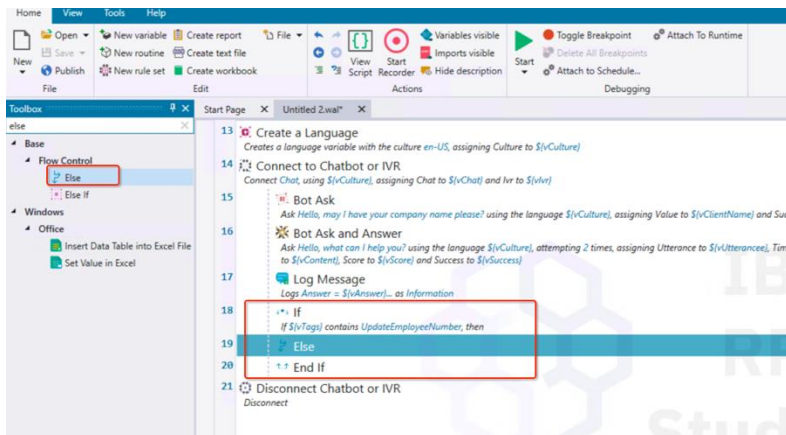 Home View Tools Help
New
Open
Save
Publish
File
New variable
New routine
New rule set
Create report
Create text file
Create workbook
File
Edit
View Script
Start Recorder
Variables visible
Imports visible
Hide description
Actions
Start
Toggle Breakpoint
Delete All Breakpoints
Attach to Schedule...
Attach To Runtime
Debugging
Toolbox
else
Base
Flow Control
Else
Else If
Windows
Office
Insert Data Table into Excel File
Set Value in Excel
Start Page Untitled 2.wal*
13 Create a Language
Creates a language variable with the culture en-US, assigning Culture to ${vCulture}
14 Connect to Chatbot or IVR
Connect Chat, using ${vCulture}, assigning Chat to ${vChat} and Ivr to ${vIvr}
15 Bot Ask
Ask Hello, may I have your company name please? using the language ${vCulture}, assigning Value to ${vClientName} and Suc
16 Bot Ask and Answer
Ask Hello, what can I help you? using the language ${vCulture}, attempting 2 times, assigning Utterance to ${vUtterancee}, Tim
to ${vContent}, Score to ${vScore} and Success to ${vSuccess}
17 Log Message
Logs Answer = ${vAnswer}... as Information
18 If
If ${vTags} contains UpdateEmployeeNumber, then
19 Else
20 End If
21 Disconnect Chatbot or IVR
Disconnect
IB
RP
Stud